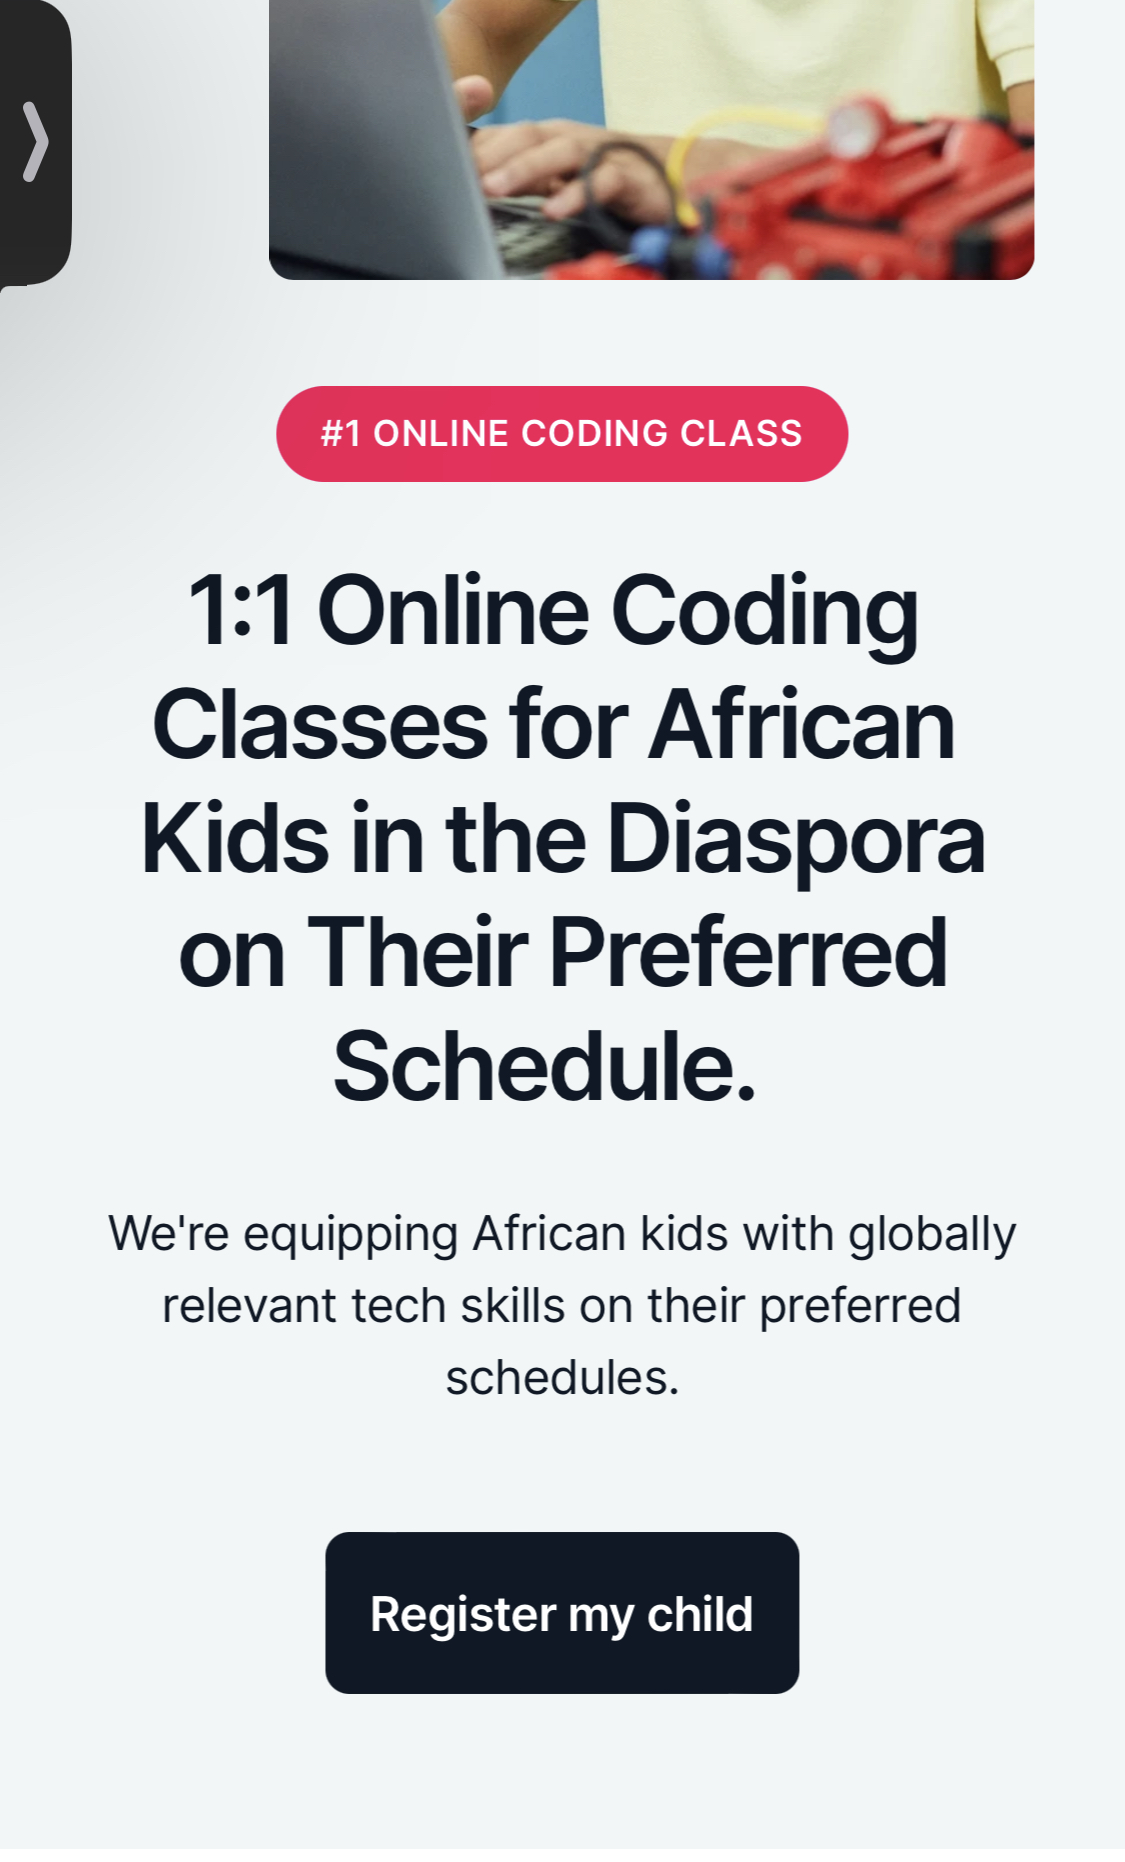 #1 ONLINE CODING CLASS
1:1 Online Coding
Classes for African
Kids in the Diaspora
on Their Preferred
Schedule.
We're equipping African kids with globally
relevant tech skills on their preferred
schedules.
Register my child